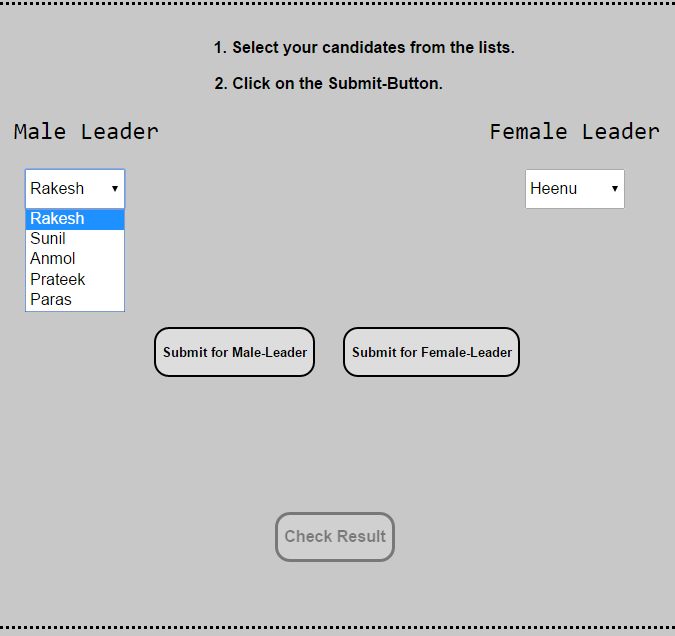 1. Select your candidates from the lists.
2. Click on the Submit-Button.
Male Leader
Female Leader
Rakesh
Heenu
Rakesh
Sunil
Anmol
Prateek
Paras
Submit for Male-Leader
Submit for Female-Leader
Check Result